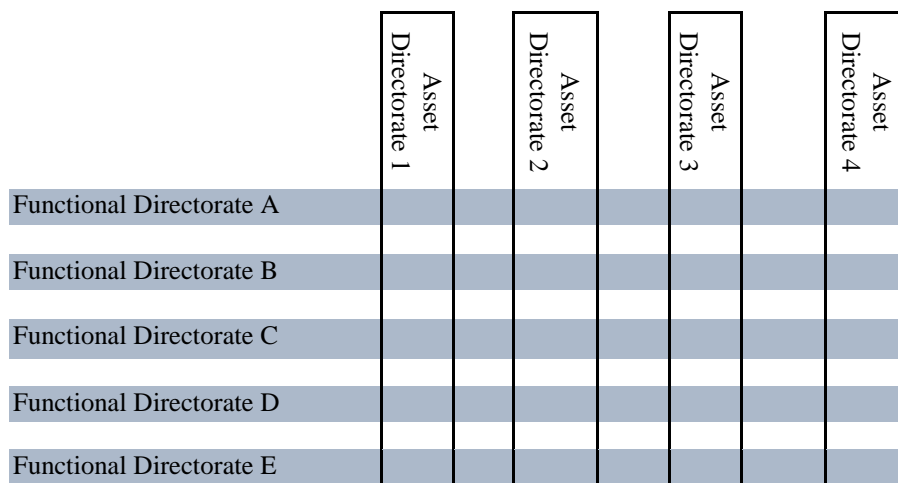 Asset
Directorate 1
Asset
Directorate 2
Asset
Directorate 3
Asset
Directorate 4
Functional Directorate A
Functional Directorate B
Functional Directorate C
Functional Directorate D
Functional Directorate E